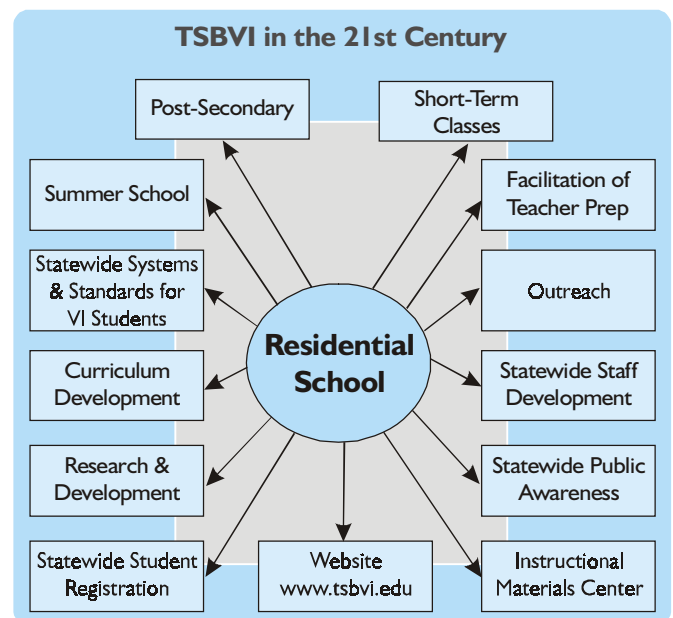 TSBVI in the 21st Century
Post-Secondary
Short-Term
Classes
Summer School
Facilitation of
Teacher Prep
Statewide Systems
& Standards for
VI Students
Outreach
Residential
School
Curriculum
Development
Statewide Staff
Development
Research &
Development
Statewide Public
Awareness
Statewide Student
Registration
Website
www.tsbvi.edu
Instructional
Materials Center